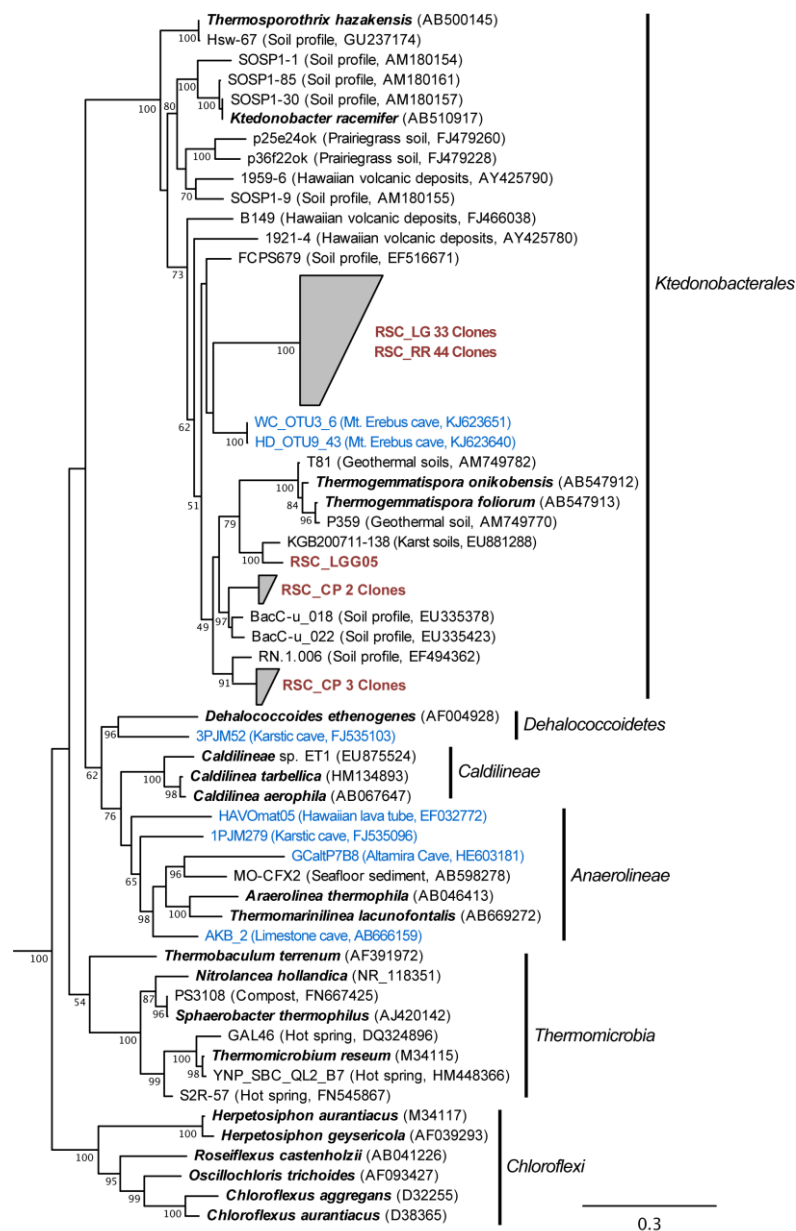 Thermosporothrix hazakensis (AB500145)
100
Hsw-67 (Soil profile, GU237174)
SOSP1-1 (Soil profile, AM180154)
100
SOSP1-85 (Soil profile, AM180161)
100
80
100
SOSP1-30 (Soil profile, AM180157)
Ktedonobacter racemifer (AB510917)
p25e24ok (Prairiegrass soil, FJ479260)
100
p36f22ok (Prairiegrass soil, FJ479228)
1959-6 (Hawaiian volcanic deposits, AY425790)
70
SOSP1-9 (Soil profile, AM180155)
B149 (Hawaiian volcanic deposits, FJ466038)
1921-4 (Hawaiian volcanic deposits, AY425780)
FCPS679 (Soil profile, EF516671)
73
Ktedonobacterales
RSC_LG 33 Clones
100
RSC_RR 44 Clones
WC_OTU3_6 (Mt. Erebus cave, KJ623651)
62
100
HD_OTU9_43 (Mt. Erebus cave, KJ623640)
T81 (Geothermal soils, AM749782)
100
Thermogemmatispora onikobensis (AB547912)
51
84
Thermogemmatispora foliorum (AB547913)
96
P359 (Geothermal soil, AM749770)
79
KGB200711-138 (Karst soils, EU881288)
100
RSC_LGG05
RSC_CP 2 Clones
BacC-u_018 (Soil profile, EU335378)
49
97
BacC-u_022 (Soil profile, EU335423)
RN.1.006 (Soil profile, EF494362)
91
RSC_CP 3 Clones
Dehalococcoides ethenogenes (AF004928)
96
Dehalococcoidetes
3PJM52 (Karstic cave, FJ535103)
62
Caldilineae sp. ET1 (EU875524)
100
Caldilinea tarbellica (HM134893)
Caldilineae
98
Caldilinea aerophila (AB067647)
76
HAVOmat05 (Hawaiian lava tube, EF032772)
1PJM279 (Karstic cave, FJ535096)
GCaltP7B8 (Altamira Cave, HE603181)
65
96
MO-CFX2 (Seafloor sediment, AB598278)
Anaerolineae
Araerolinea thermophila (AB046413)
100
98
Thermomarinilinea lacunofontalis (AB669272)
AKB_2 (Limestone cave, AB666159)
100
Thermobaculum terrenum (AF391972)
Nitrolancea hollandica (NR_118351)
54
87
PS3108 (Compost, FN667425)
96
Sphaerobacter thermophilus (AJ420142)
100
GAL46 (Hot spring, DQ324896)
Thermomicrobia
100
Thermomicrobium reseum (M34115)
98
YNP_SBC_QL2_B7 (Hot spring, HM448366)
99
S2R-57 (Hot spring, FN545867)
Herpetosiphon aurantiacus (M34117)
100
Herpetosiphon geysericola (AF039293)
100
Roseiflexus castenholzii (AB041226)
Chloroflexi
95
Oscillochloris trichoides (AF093427)
99
Chloroflexus aggregans (D32255)
100
Chloroflexus aurantiacus (D38365)
0.3